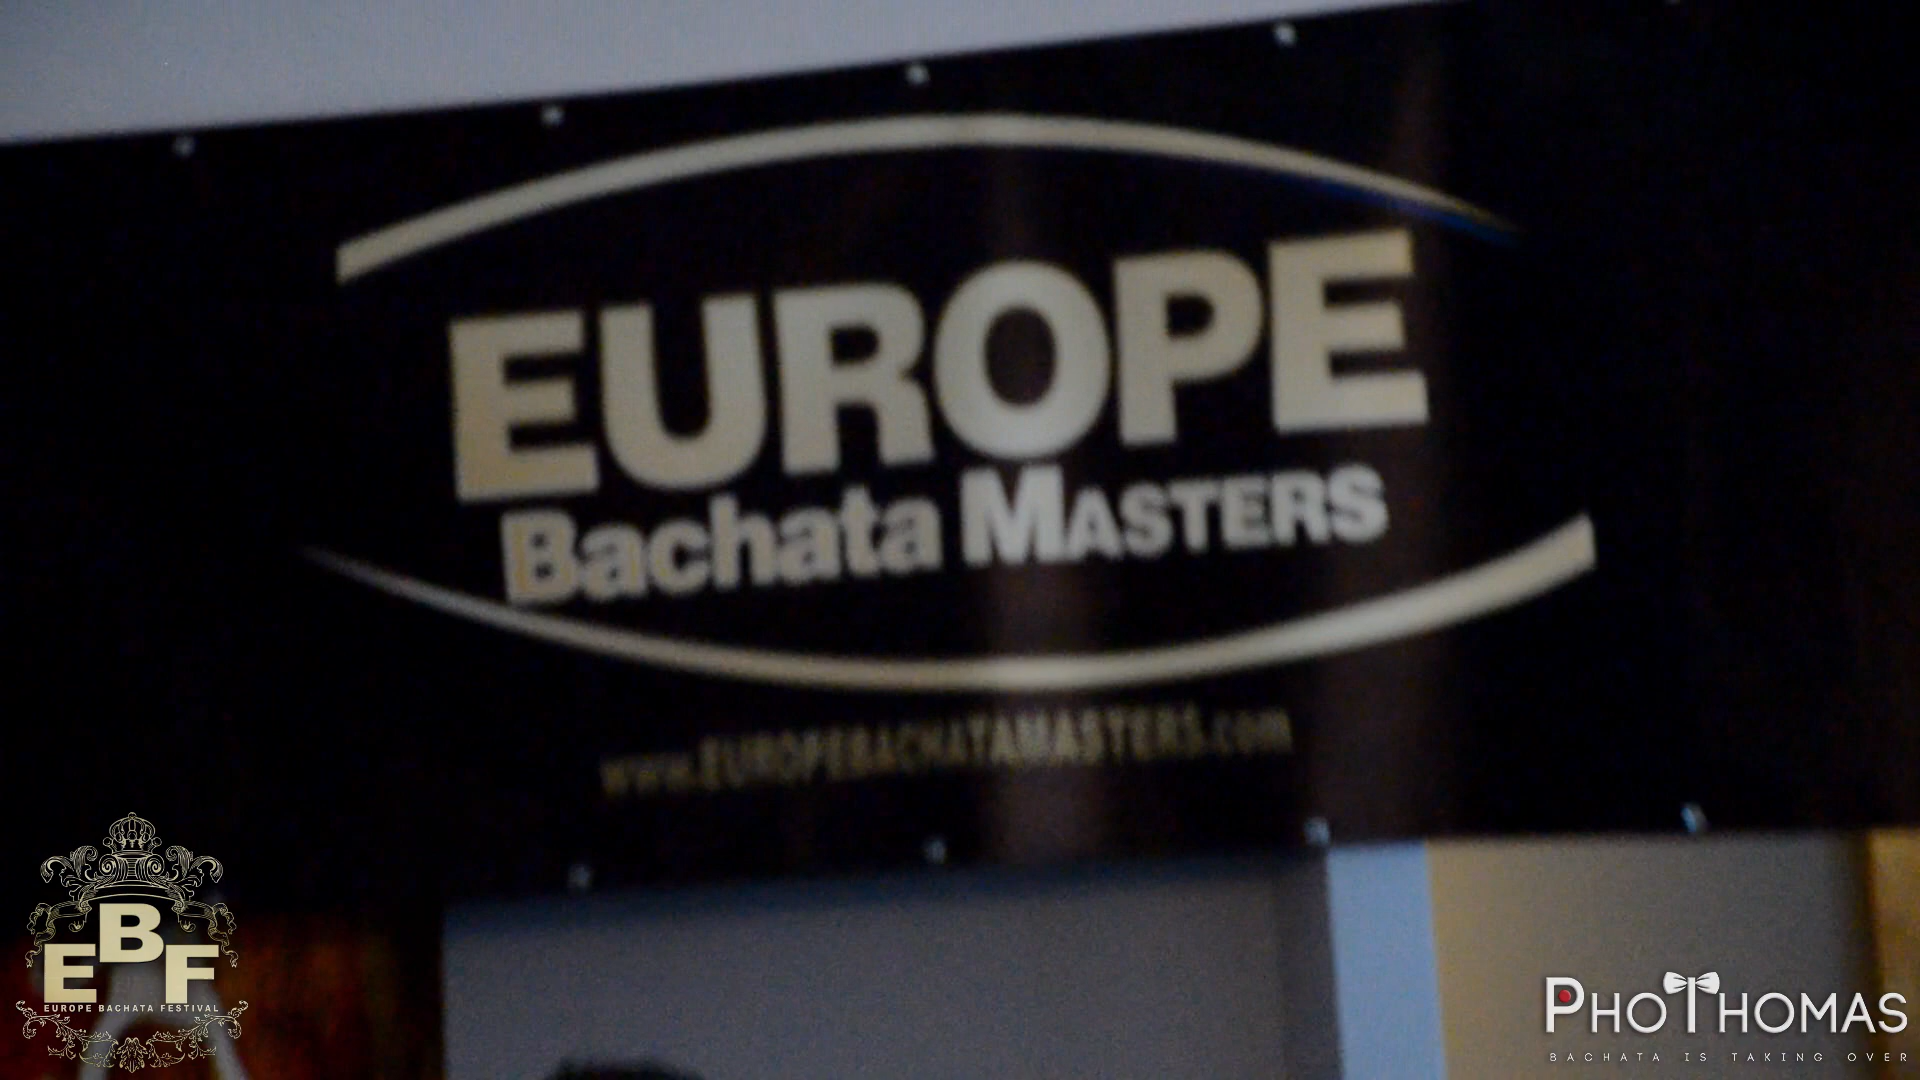 EUROPE
Bachata MASTERS
www.EUROPEBACHATAMASTERS.com
EBF
EUROPE BACHATA FESTIVAL
PHOTHOMAS
BACHATA IS TAKING OVER